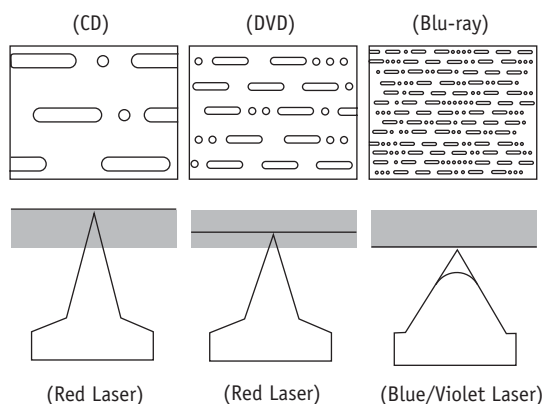 (CD) (DVD) (Blu-ray)
(Red Laser) (Red Laser) (Blue/Violet Laser)